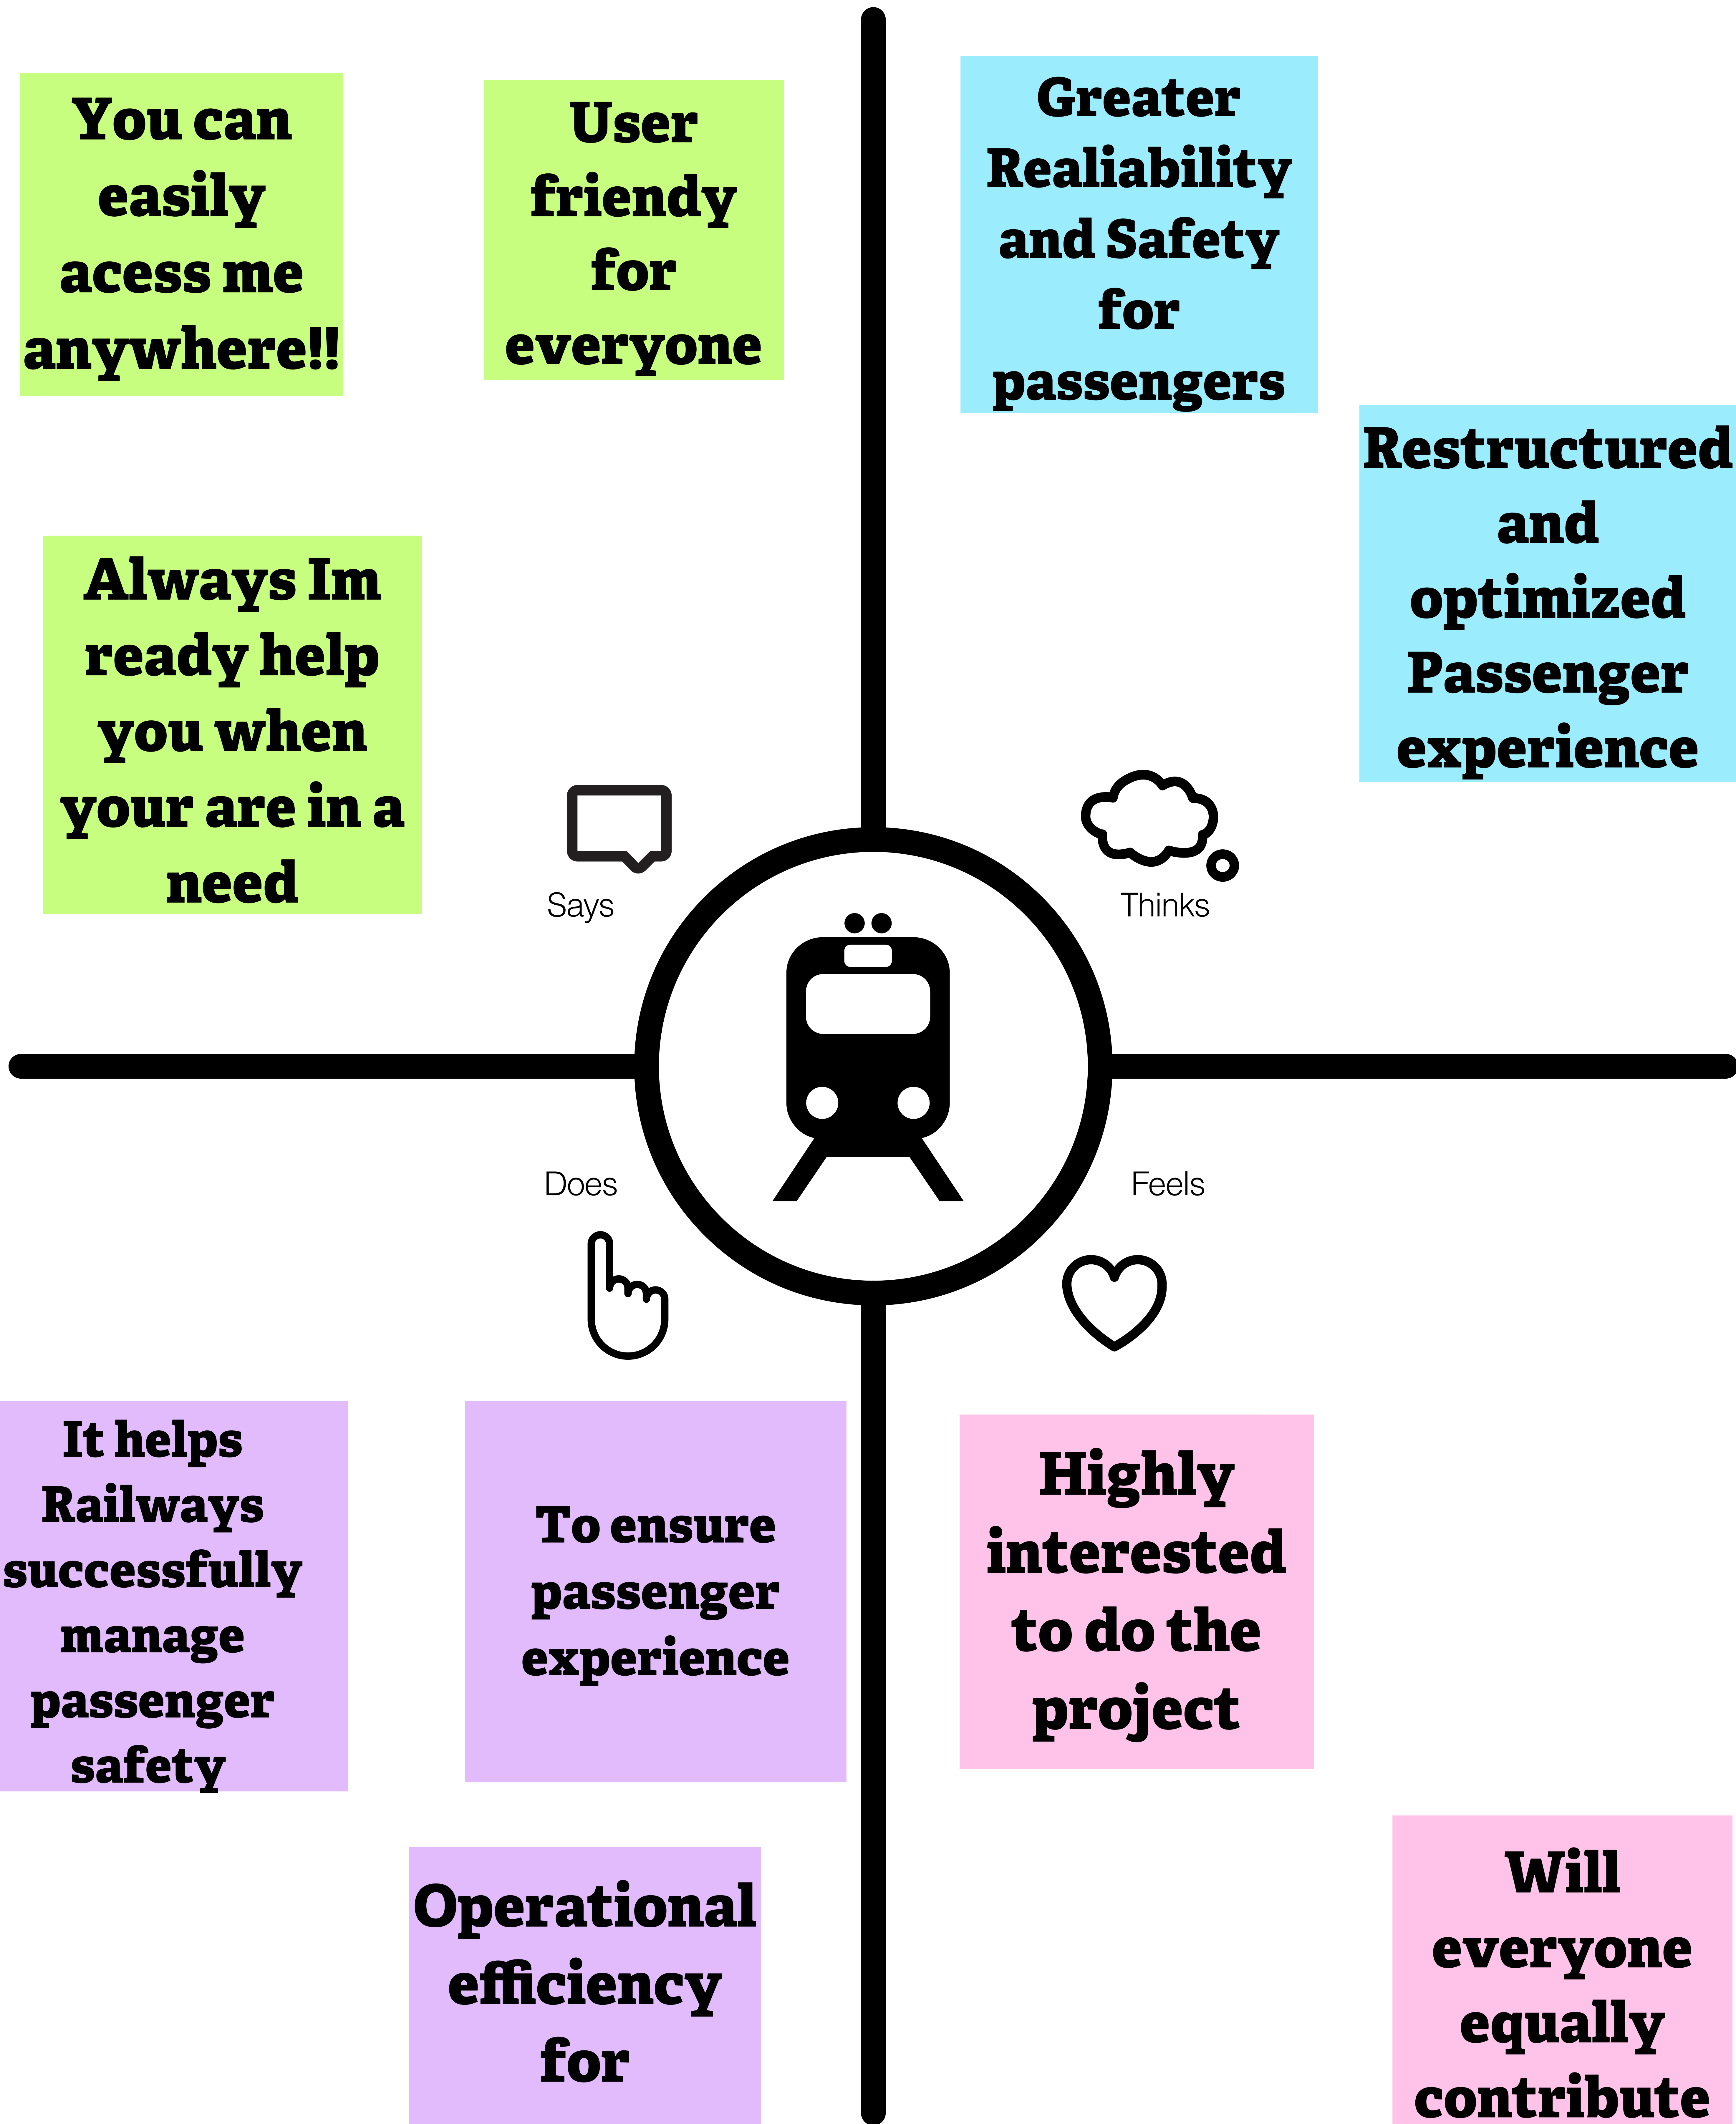 You can
easily
acess me
anywhere!!
User
friendy
for
everyone
Always Im
ready help
you when
your are in a
need
Says
Greater
Realiability
and Safety
for
passengers
Restructured
and
optimized
Passenger
experience
Thinks
Does
It helps
Railways
successfully
manage
passenger
safety
To ensure
passenger
experience
Operational
efficiency
for
Feels
Highly
interested
to do the
project
Will
everyone
equally
contribute